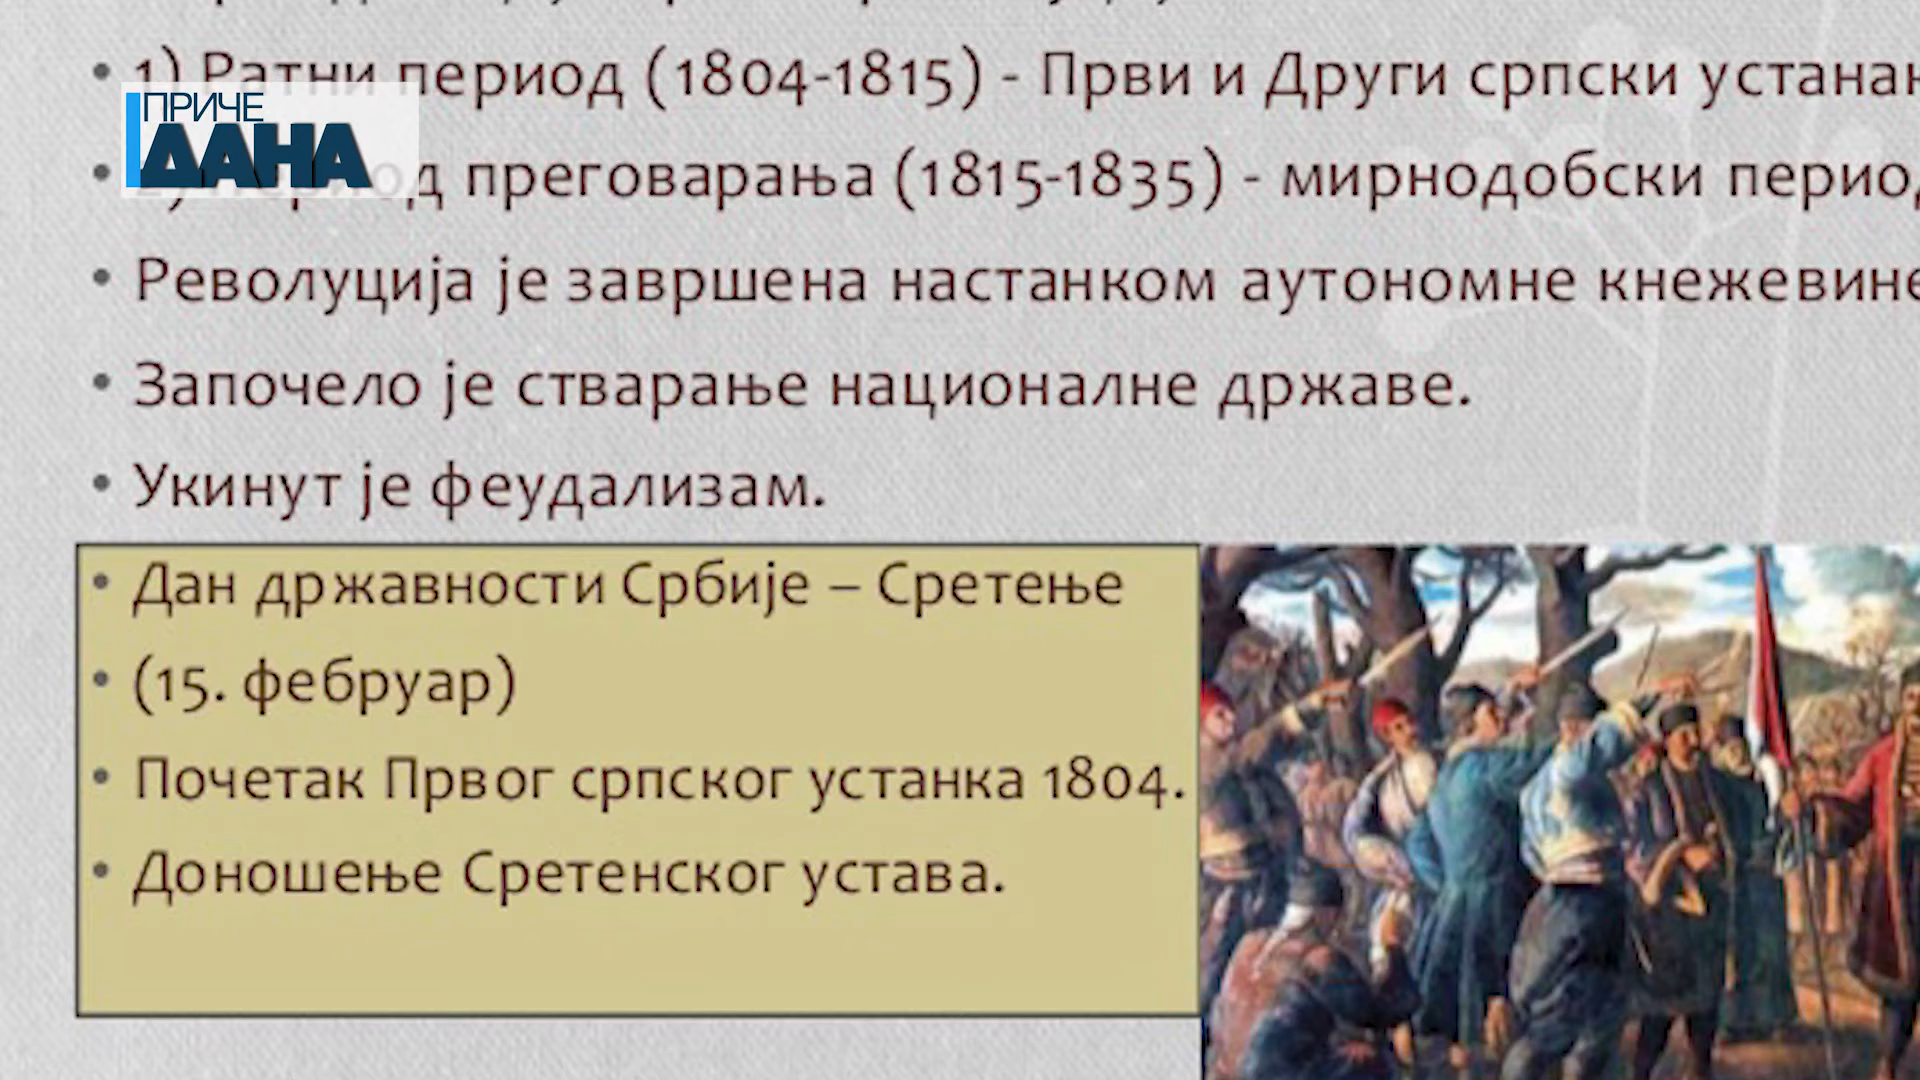 1) Ратни период (1804-1815) - Први и Други српски устанак
ПРИЧЕ
ДАНА
преговарања (1815-1835) - мирнодобски период
Револуција је завршена настанком аутономне кнежевине
Започело је стварање националне државе.
Укинут је феудализам.
Дан државности Србије – Сретење
(15. фебруар)
Почетак Првог српског устанка 1804.
Доношење Сретенског устава.